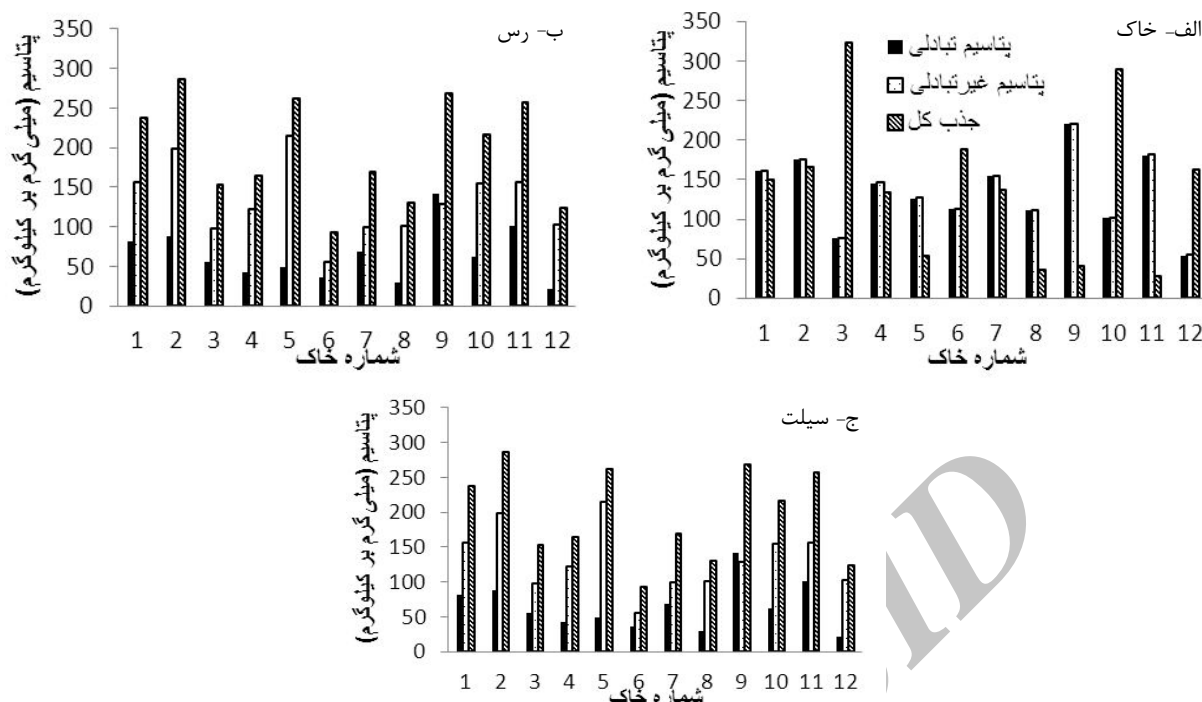 الف- خاک
پتاسیم (میلی گرم بر کیلوگرم)
350
300
250
200
150
100
50
0
پتاسیم تبادلی
پتاسیم غیرتبادلی
جذب کل
1 2 3 4 5 6 7 8 9 10 11 12
شماره خاک
ب- رس
پتاسیم (میلی گرم بر کیلوگرم)
350
300
250
200
150
100
50
0
1 2 3 4 5 6 7 8 9 10 11 12
شماره خاک
ج- سیلت
پتاسیم (میلی گرم بر کیلوگرم)
350
300
250
200
150
100
50
0
1 2 3 4 5 6 7 8 9 10 11 12
شماره خاک